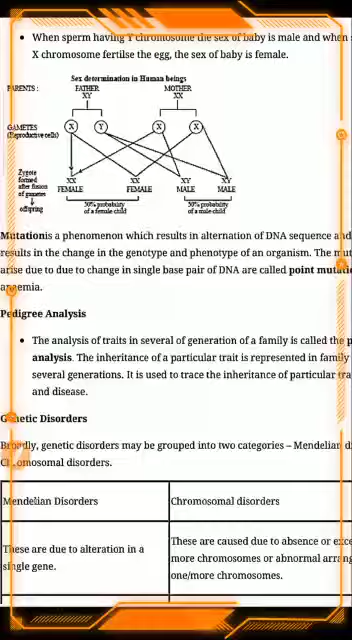 When sperm having Y chromosome the sex of baby is male and when
X chromosome fertilse the egg, the sex of baby is female.
Sex determination in Human beings
PARENTS : FATHER MOTHER
XY XX
GAMETES X Y X X
(Reproductive cells)
Zygote
formed XX XX XY XY
after fusion FEMALE FEMALE MALE MALE
of gametes
offspring
50% probability 50% probability
of a female child of a male child
Mutationis a phenomenon which results in alternation of DNA sequence and
results in the change in the genotype and phenotype of an organism. The
arise due to due to change in single base pair of DNA are called point
anaemia.
Pedigree Analysis
The analysis of traits in several of generation of a family is called the
analysis. The inheritance of a particular trait is represented in family
several generations. It is used to trace the inheritance of particular
and disease.
Genetic Disorders
Broadly, genetic disorders may be grouped into two categories – Mendelian
Chromosomal disorders.
Mendelian Disorders Chromosomal disorders
These are due to alteration in a
single gene.
These are caused due to absence or
more chromosomes or abnormal
one/more chromosomes.